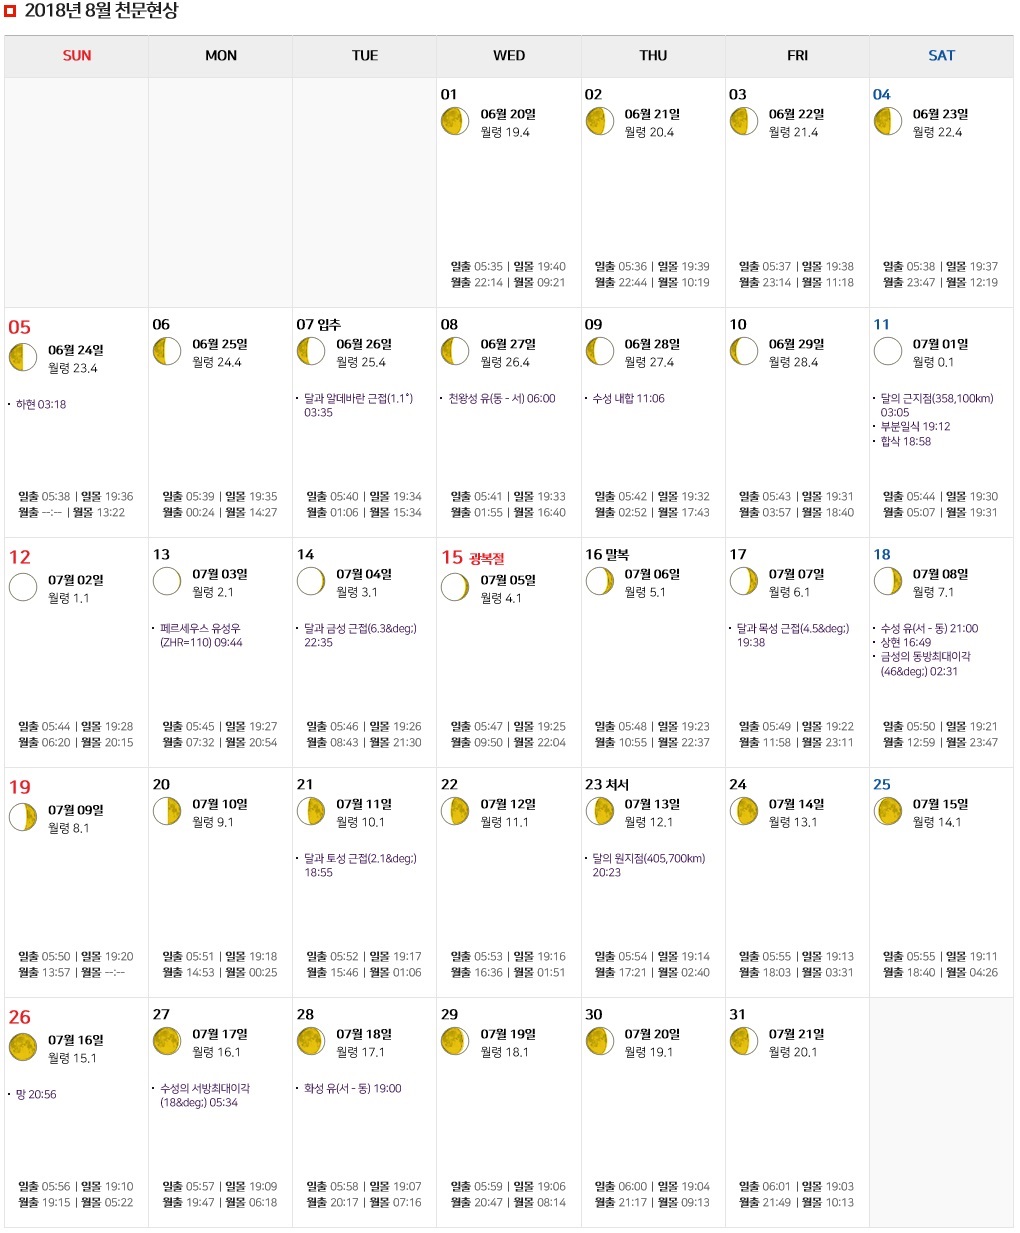 2018년 8월 천문현상
SUN MON TUE WED THU FRI SAT
01
06월 20일
월령 19.4
일출 05:35 | 일몰 19:40
월출 22:14 | 월몰 09:21
02
06월 21일
월령 20.4
일출 05:36 | 일몰 19:39
월출 22:44 | 월몰 10:19
03
06월 22일
월령 21.4
일출 05:37 | 일몰 19:38
월출 23:14 | 월몰 11:18
04
06월 23일
월령 22.4
일출 05:38 | 일몰 19:37
월출 23:47 | 월몰 12:19
05
06월 24일
월령 23.4
하현 03:18
일출 05:38 | 일몰 19:36
월출 --:-- | 월몰 13:22
06
06월 25일
월령 24.4
일출 05:39 | 일몰 19:35
월출 00:24 | 월몰 14:27
07 입추
06월 26일
월령 25.4
달과 알데바란 근접(1.1˚)
03:35
일출 05:40 | 일몰 19:34
월출 01:06 | 월몰 15:34
08
06월 27일
월령 26.4
천왕성 유(동 - 서) 06:00
일출 05:41 | 일몰 19:33
월출 01:55 | 월몰 16:40
09
06월 28일
월령 27.4
수성 내합 11:06
일출 05:42 | 일몰 19:32
월출 02:52 | 월몰 17:43
10
06월 29일
월령 28.4
일출 05:43 | 일몰 19:31
월출 03:57 | 월몰 18:40
11
07월 01일
월령 0.1
달의 근지점(358,100km)
03:05
부분일식 19:12
합삭 18:58
일출 05:44 | 일몰 19:30
월출 05:07 | 월몰 19:31
12
07월 02일
월령 1.1
일출 05:44 | 일몰 19:28
월출 06:20 | 월몰 20:15
13
07월 03일
월령 2.1
페르세우스 유성우
(ZHR=110) 09:44
일출 05:45 | 일몰 19:27
월출 07:32 | 월몰 20:54
14
07월 04일
월령 3.1
달과 금성 근접(6.3&deg;)
22:35
일출 05:46 | 일몰 19:26
월출 08:43 | 월몰 21:30
15 광복절
07월 05일
월령 4.1
일출 05:47 | 일몰 19:25
월출 09:50 | 월몰 22:04
16 말복
07월 06일
월령 5.1
일출 05:48 | 일몰 19:23
월출 10:55 | 월몰 22:37
17
07월 07일
월령 6.1
달과 목성 근접(4.5&deg;)
19:38
일출 05:49 | 일몰 19:22
월출 11:58 | 월몰 23:11
18
07월 08일
월령 7.1
수성 유(서 - 동) 21:00
상현 16:49
금성의 동방최대이각
(46&deg;) 02:31
일출 05:50 | 일몰 19:21
월출 12:59 | 월몰 23:47
19
07월 09일
월령 8.1
일출 05:50 | 일몰 19:20
월출 13:57 | 월몰 --:--
20
07월 10일
월령 9.1
일출 05:51 | 일몰 19:18
월출 14:53 | 월몰 00:25
21
07월 11일
월령 10.1
달과 토성 근접(2.1&deg;)
18:55
일출 05:52 | 일몰 19:17
월출 15:46 | 월몰 01:06
22
07월 12일
월령 11.1
일출 05:53 | 일몰 19:16
월출 16:36 | 월몰 01:51
23 처서
07월 13일
월령 12.1
달의 원지점(405,700km)
20:23
일출 05:54 | 일몰 19:14
월출 17:21 | 월몰 02:40
24
07월 14일
월령 13.1
일출 05:55 | 일몰 19:13
월출 18:03 | 월몰 03:31
25
07월 15일
월령 14.1
일출 05:55 | 일몰 19:11
월출 18:40 | 월몰 04:26
26
07월 16일
월령 15.1
망 20:56
일출 05:56 | 일몰 19:10
월출 19:15 | 월몰 05:22
27
07월 17일
월령 16.1
수성의 서방최대이각
(18&deg;) 05:34
일출 05:57 | 일몰 19:09
월출 19:47 | 월몰 06:18
28
07월 18일
월령 17.1
화성 유(서 - 동) 19:00
일출 05:58 | 일몰 19:07
월출 20:17 | 월몰 07:16
29
07월 19일
월령 18.1
일출 05:59 | 일몰 19:06
월출 20:47 | 월몰 08:14
30
07월 20일
월령 19.1
일출 06:00 | 일몰 19:04
월출 21:17 | 월몰 09:13
31
07월 21일
월령 20.1
일출 06:01 | 일몰 19:03
월출 21:49 | 월몰 10:13